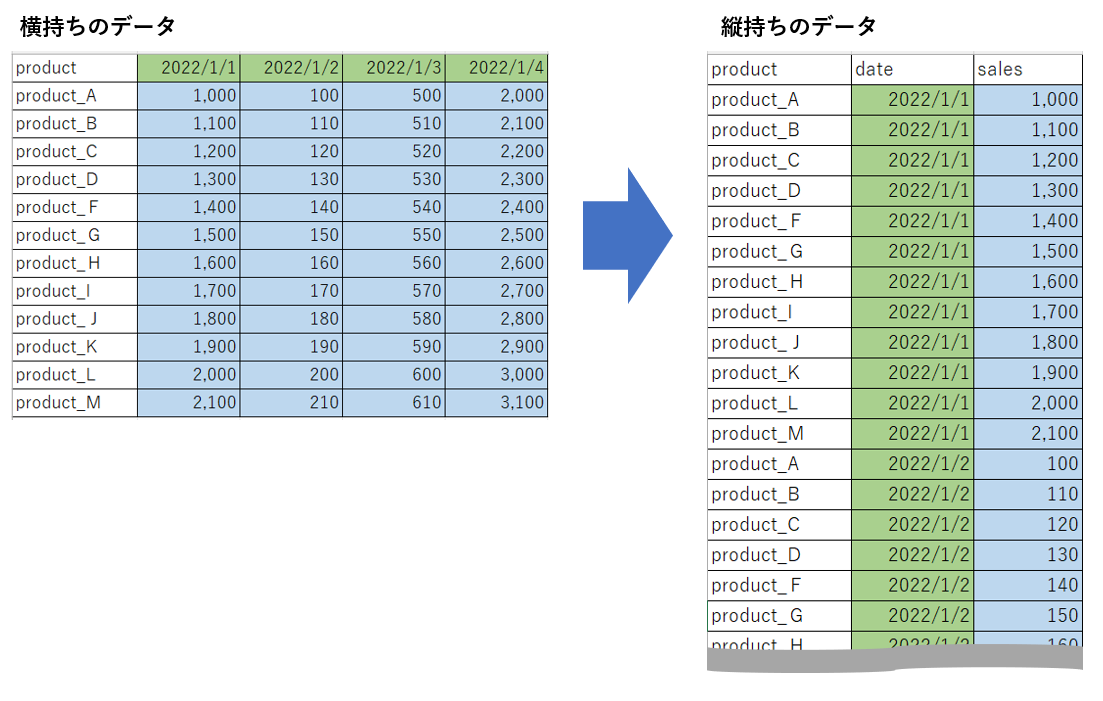 横持ちのデータ
product 2022/1/1 2022/1/2 2022/1/3 2022/1/4
product_A 1,000 100 500 2,000
product_B 1,100 110 510 2,100
product_C 1,200 120 520 2,200
product_D 1,300 130 530 2,300
product_F 1,400 140 540 2,400
product_G 1,500 150 550 2,500
product_H 1,600 160 560 2,600
product_I 1,700 170 570 2,700
product_J 1,800 180 580 2,800
product_K 1,900 190 590 2,900
product_L 2,000 200 600 3,000
product_M 2,100 210 610 3,100
縦持ちのデータ
product date sales
product_A 2022/1/1 1,000
product_B 2022/1/1 1,100
product_C 2022/1/1 1,200
product_D 2022/1/1 1,300
product_F 2022/1/1 1,400
product_G 2022/1/1 1,500
product_H 2022/1/1 1,600
product_I 2022/1/1 1,700
product_J 2022/1/1 1,800
product_K 2022/1/1 1,900
product_L 2022/1/1 2,000
product_M 2022/1/1 2,100
product_A 2022/1/2 100
product_B 2022/1/2 110
product_C 2022/1/2 120
product_D 2022/1/2 130
product_F 2022/1/2 140
product_G 2022/1/2 150
product_H 2022/1/2 160